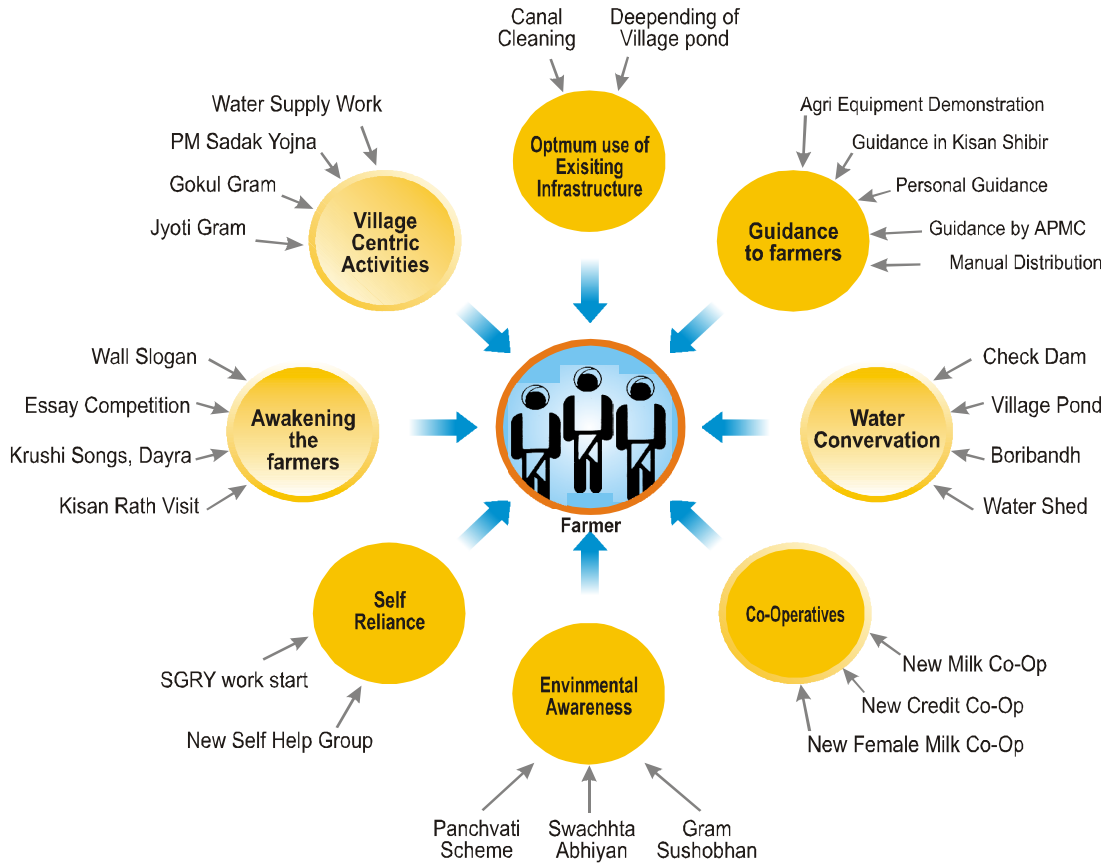 Canal
Cleaning
Deepending of
Village pond
Optmum use of
Exisiting
Infrastructure
Water Supply Work
PM Sadak Yojna
Gokul Gram
Jyoti Gram
Village
Centric
Activities
Agri Equipment Demonstration
Guidance in Kisan Shibir
Personal Guidance
Guidance by APMC
Manual Distribution
Guidance
to farmers
Wall Slogan
Essay Competition
Krushi Songs, Dayra
Kisan Rath Visit
Awakening
the
farmers
Farmer
Water
Convervation
Check Dam
Village Pond
Boribandh
Water Shed
Self
Reliance
SGRY work start
New Self Help Group
Envinmental
Awareness
Panchvati
Scheme
Swachhta
Abhiyan
Gram
Sushobhan
Co-Operatives
New Milk Co-Op
New Credit Co-Op
New Female Milk Co-Op